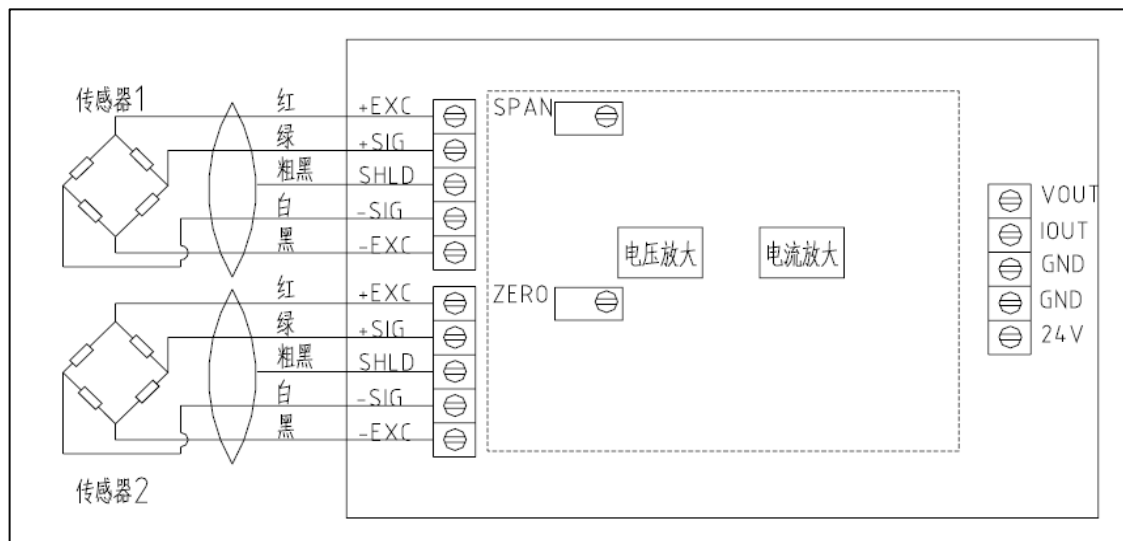 传感器1
红 +EXC
绿 +SIG
粗黑 SHLD
白 -SIG
黑 -EXC
红 +EXC
绿 +SIG
粗黑 SHLD
白 -SIG
黑 -EXC
传感器2
SPAN
电压放大 电流放大
ZERO
VOUT
IOUT
GND
GND
24V